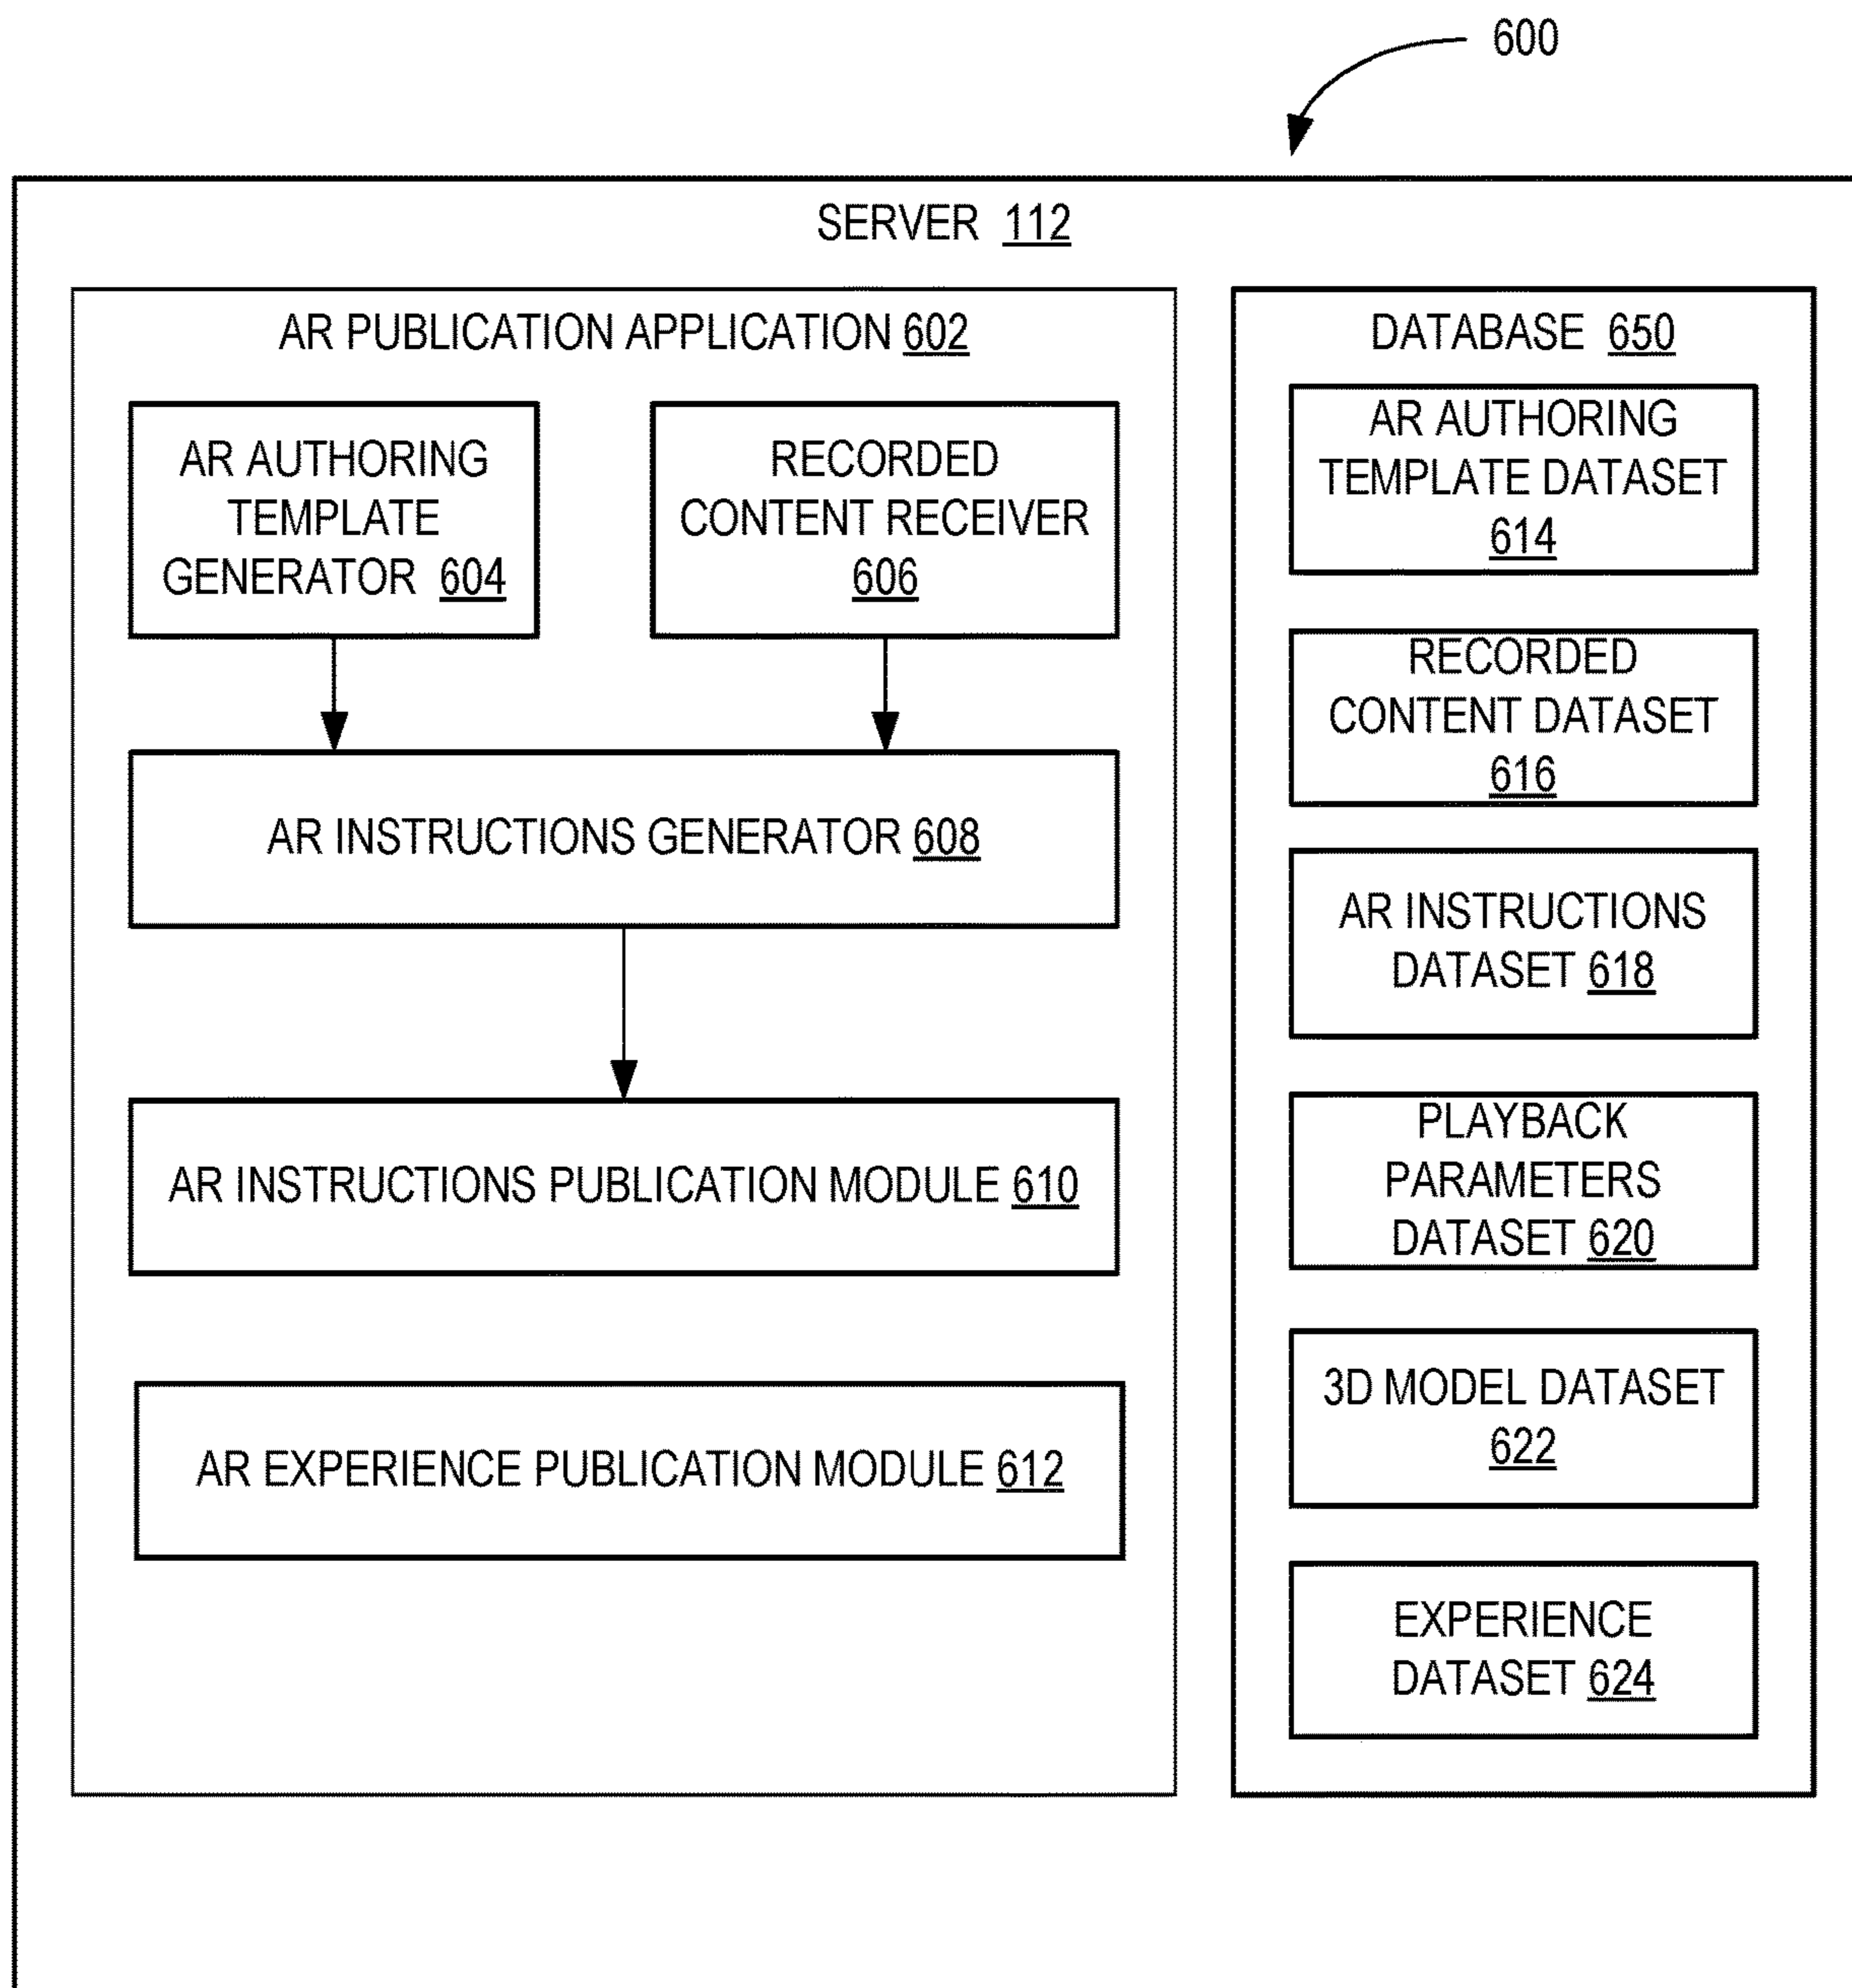 600
SERVER 112
AR PUBLICATION APPLICATION 602
AR AUTHORING
TEMPLATE
GENERATOR 604
RECORDED
CONTENT RECEIVER
606
AR INSTRUCTIONS GENERATOR 608
AR INSTRUCTIONS PUBLICATION MODULE 610
AR EXPERIENCE PUBLICATION MODULE 612
DATABASE 650
AR AUTHORING
TEMPLATE DATASET
614
RECORDED
CONTENT DATASET
616
AR INSTRUCTIONS
DATASET 618
PLAYBACK
PARAMETERS
DATASET 620
3D MODEL DATASET
622
EXPERIENCE
DATASET 624